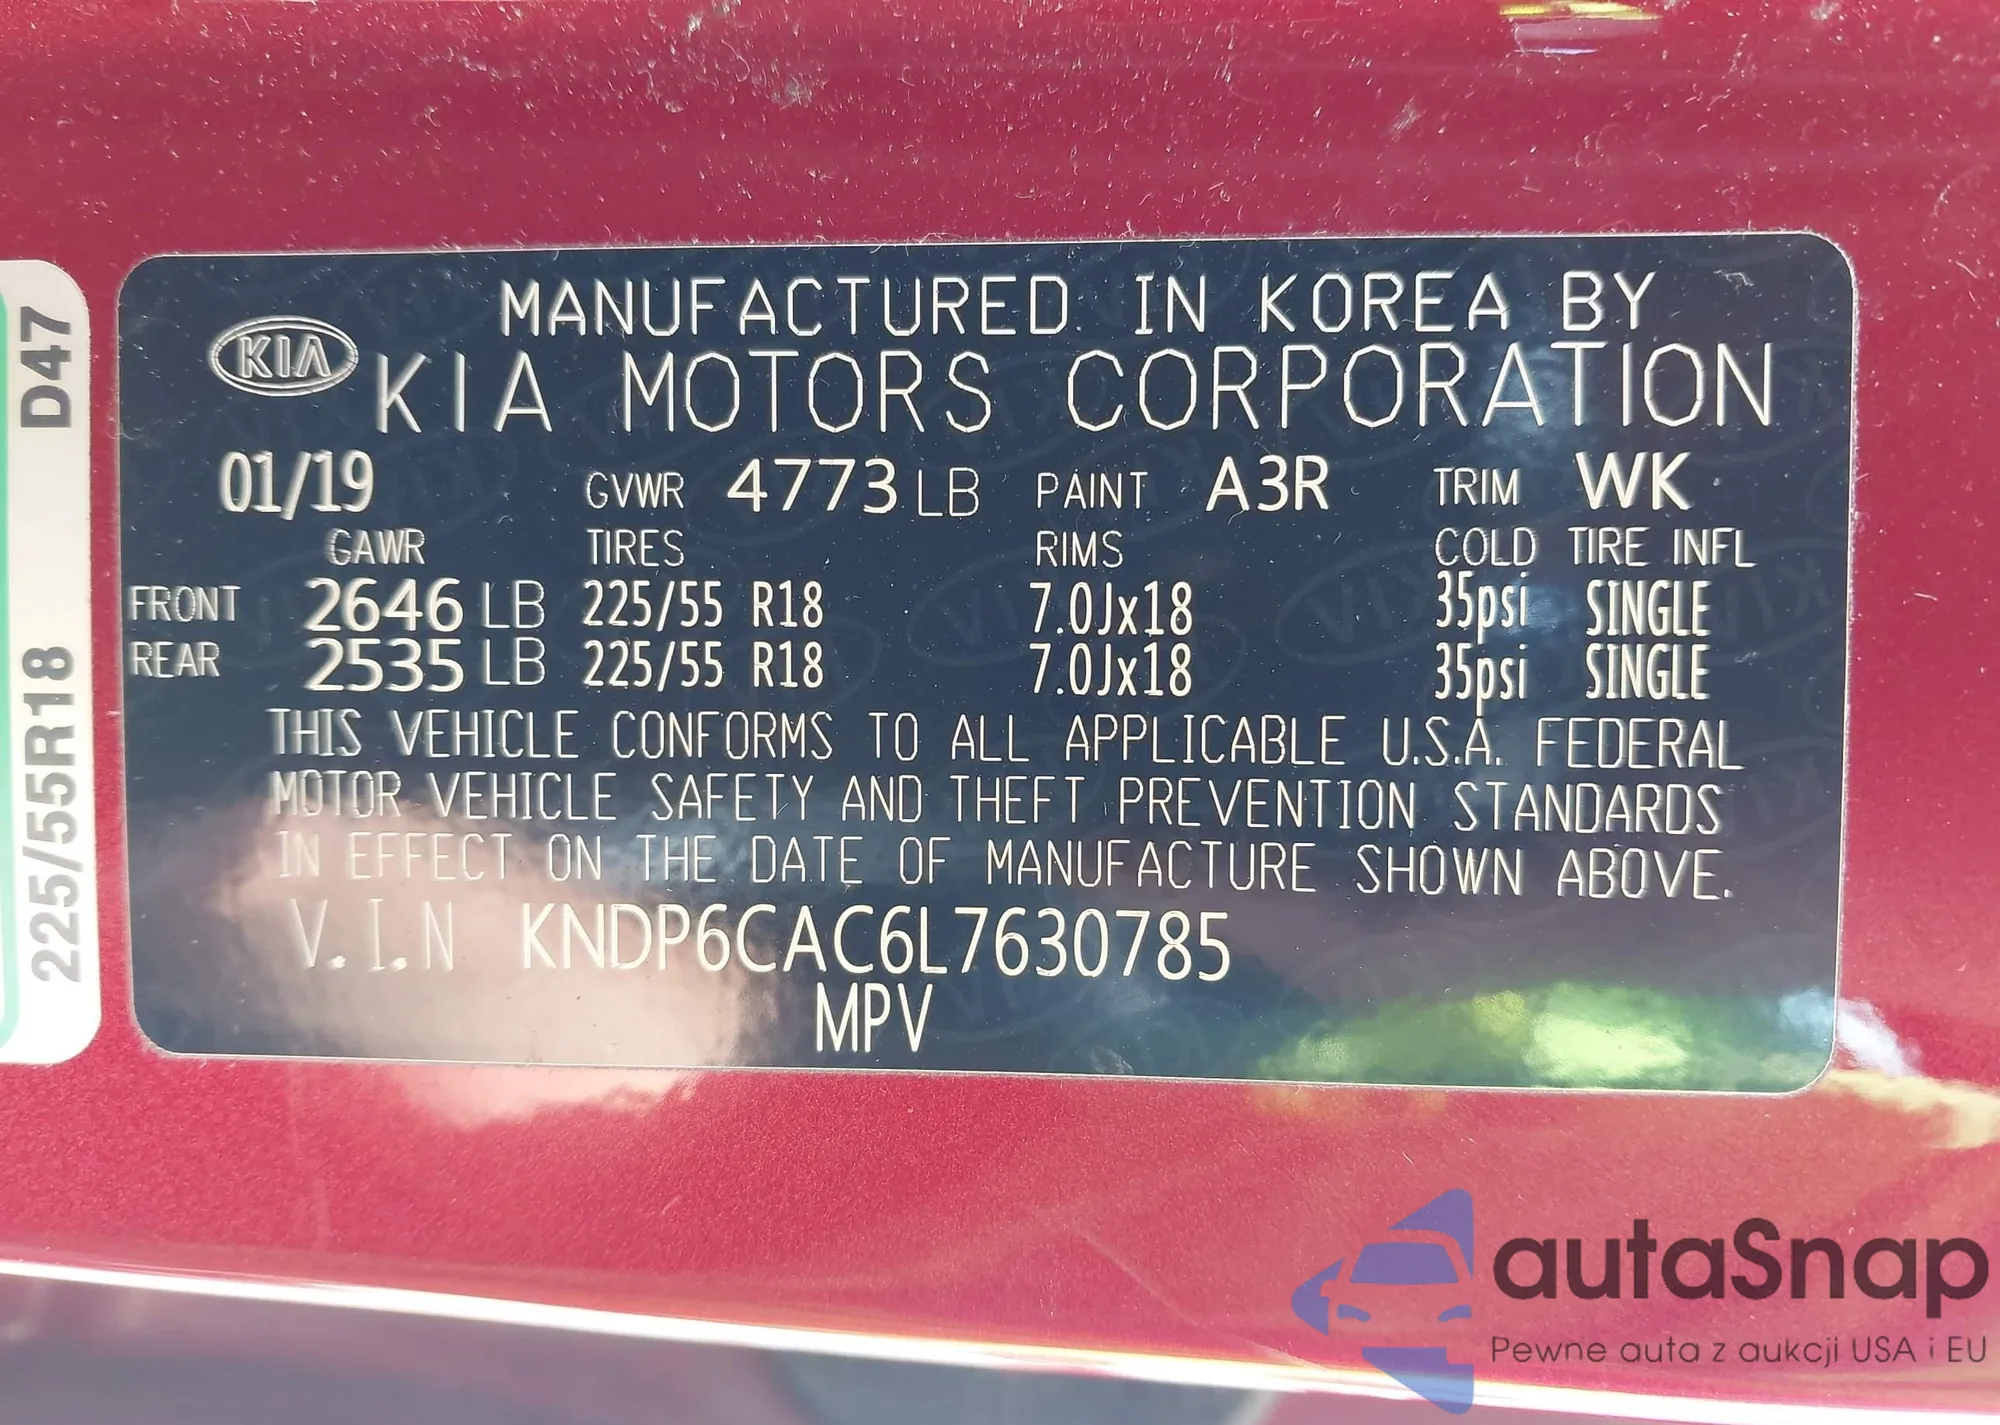 D47
225/55R18
MANUFACTURED IN KOREA BY
KIA KIA MOTORS CORPORATION
01/19 GVWR 4773 LB PAINT A3R TRIM WK
GAWR TIRES RIMS COLD TIRE INFL
FRONT 2646 LB 225/55 R18 7.0Jx18 35psi SINGLE
REAR 2535 LB 225/55 R18 7.0Jx18 35psi SINGLE
THIS VEHICLE CONFORMS TO ALL APPLICABLE U.S.A. FEDERAL
MOTOR VEHICLE SAFETY AND THEFT PREVENTION STANDARDS
IN EFFECT ON THE DATE OF MANUFACTURE SHOWN ABOVE.
V.I.N KNDP6CAC6L7630785
MPV
autaSnap
Pewne auta z aukcji USA i EU